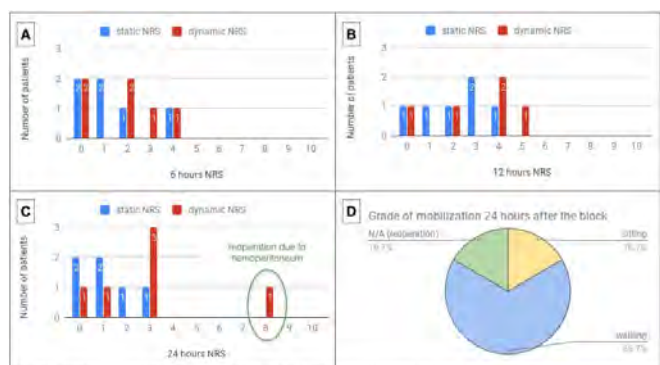 A
static NRS dynamic NRS
Number of patients
3
2
1
0
2 2 2 1 2 1 1 1
0 1 2 3 4 5 6 7 8 9 10
6 hours NRS
B
static NRS dynamic NRS
Number of patients
3
2
1
0
1 1 1 1 1 2 1 2 1
0 1 2 3 4 5 6 7 8 9 10
12 hours NRS
C
static NRS dynamic NRS
reoperation due to
hemoperitoneum
Number of patients
3
2
1
0
2 1 2 1 1 1 3 1
0 1 2 3 4 5 6 7 8 9 10
24 hours NRS
D
Grade of mobilization 24 hours after the block
N/A (reoperation)
16.7%
sitting
16.7%
walking
66.7%